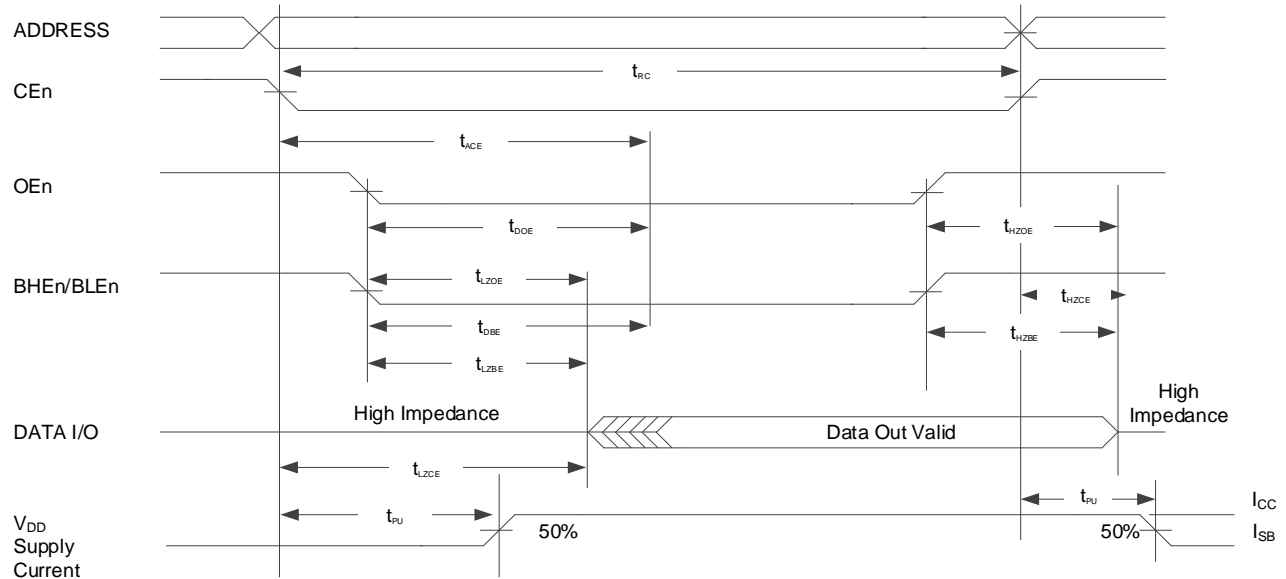 ADDRESS
tRC
CEn
tACE
OEn
tDOE
tHZOE
tLZOE
BHEn/BLEn
tHZCE
tDBE
tHZBE
tLZBE
High Impedance
High
Impedance
DATA I/O
Data Out Valid
tLZCE
tPU
tPU
ICC
VDD
Supply
Current
50%
50%
ISB